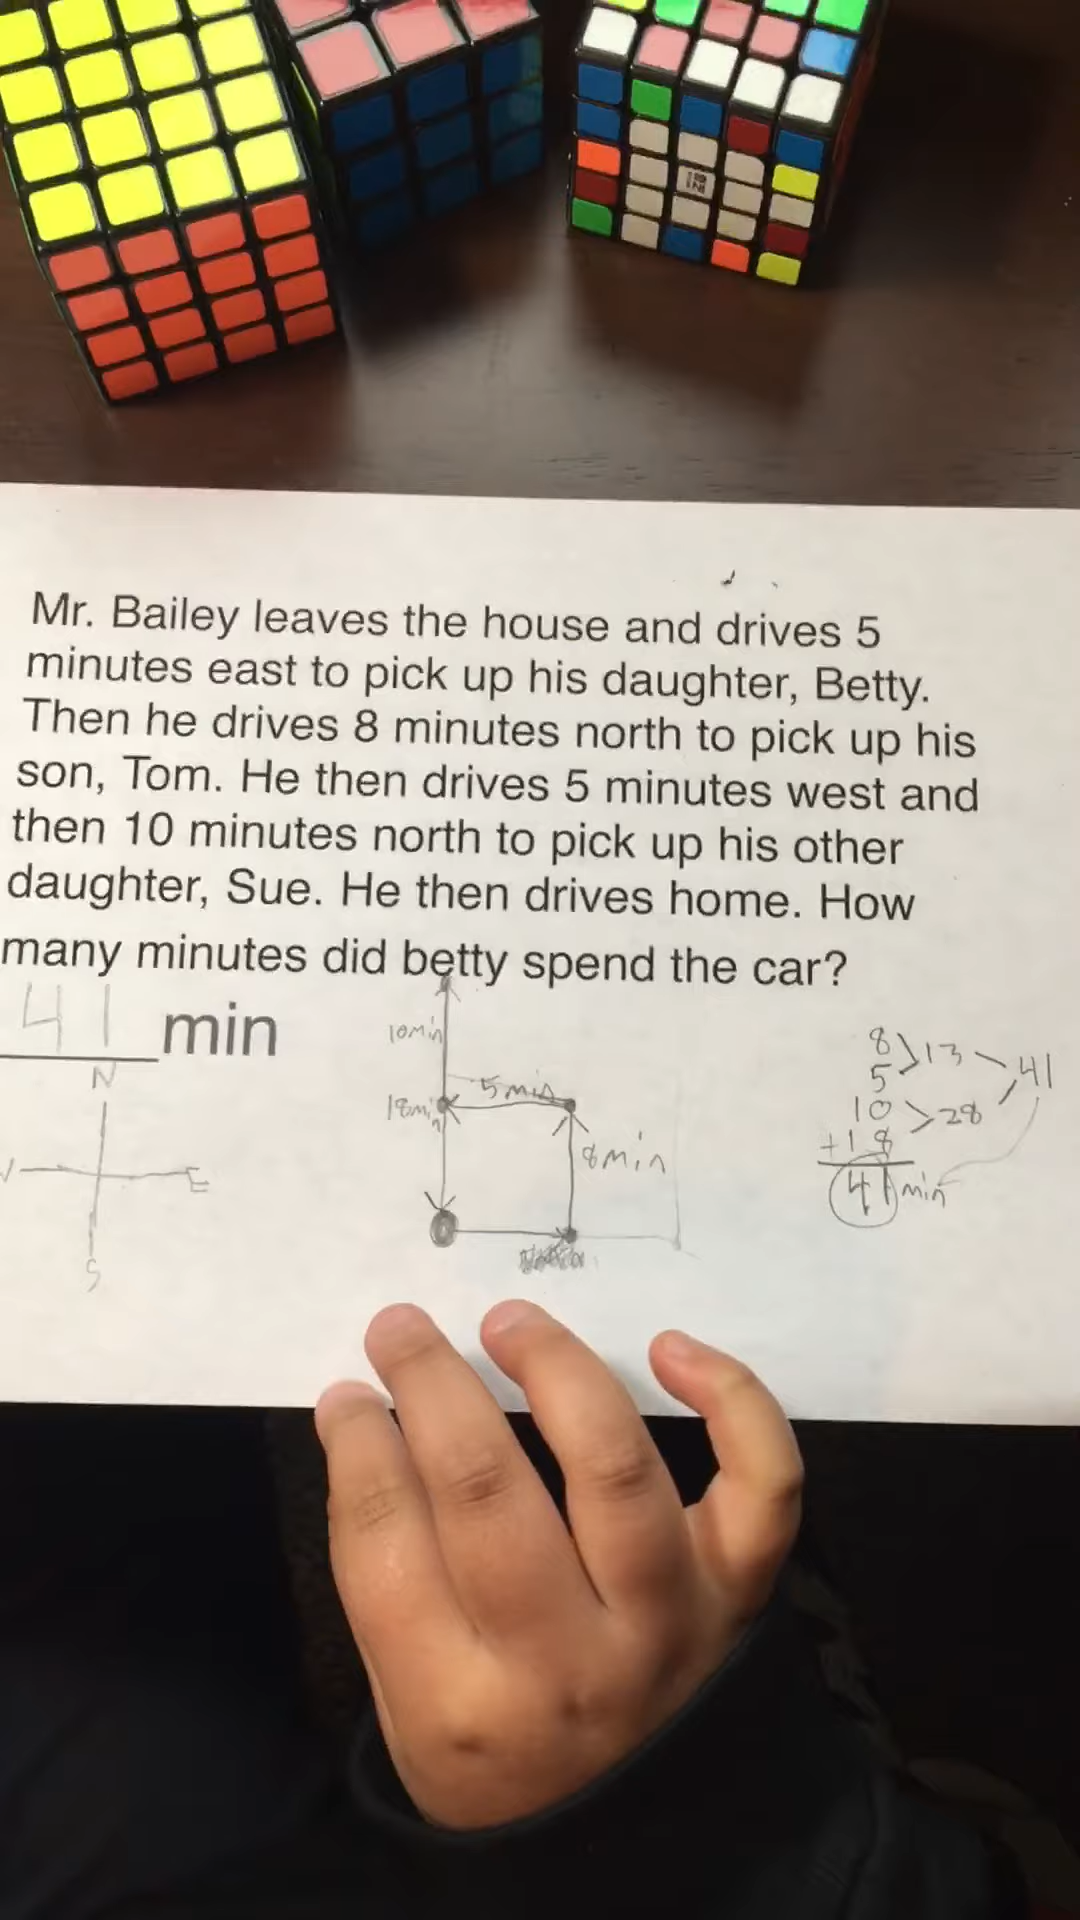 Mr. Bailey leaves the house and drives 5
minutes east to pick up his daughter, Betty.
Then he drives 8 minutes north to pick up his
son, Tom. He then drives 5 minutes west and
then 10 minutes north to pick up his other
daughter, Sue. He then drives home. How
many minutes did betty spend the car?
41 min
N
E
S
10min
5 min
18min
8min
8
5 >13
10
+18 >28
41
41 min